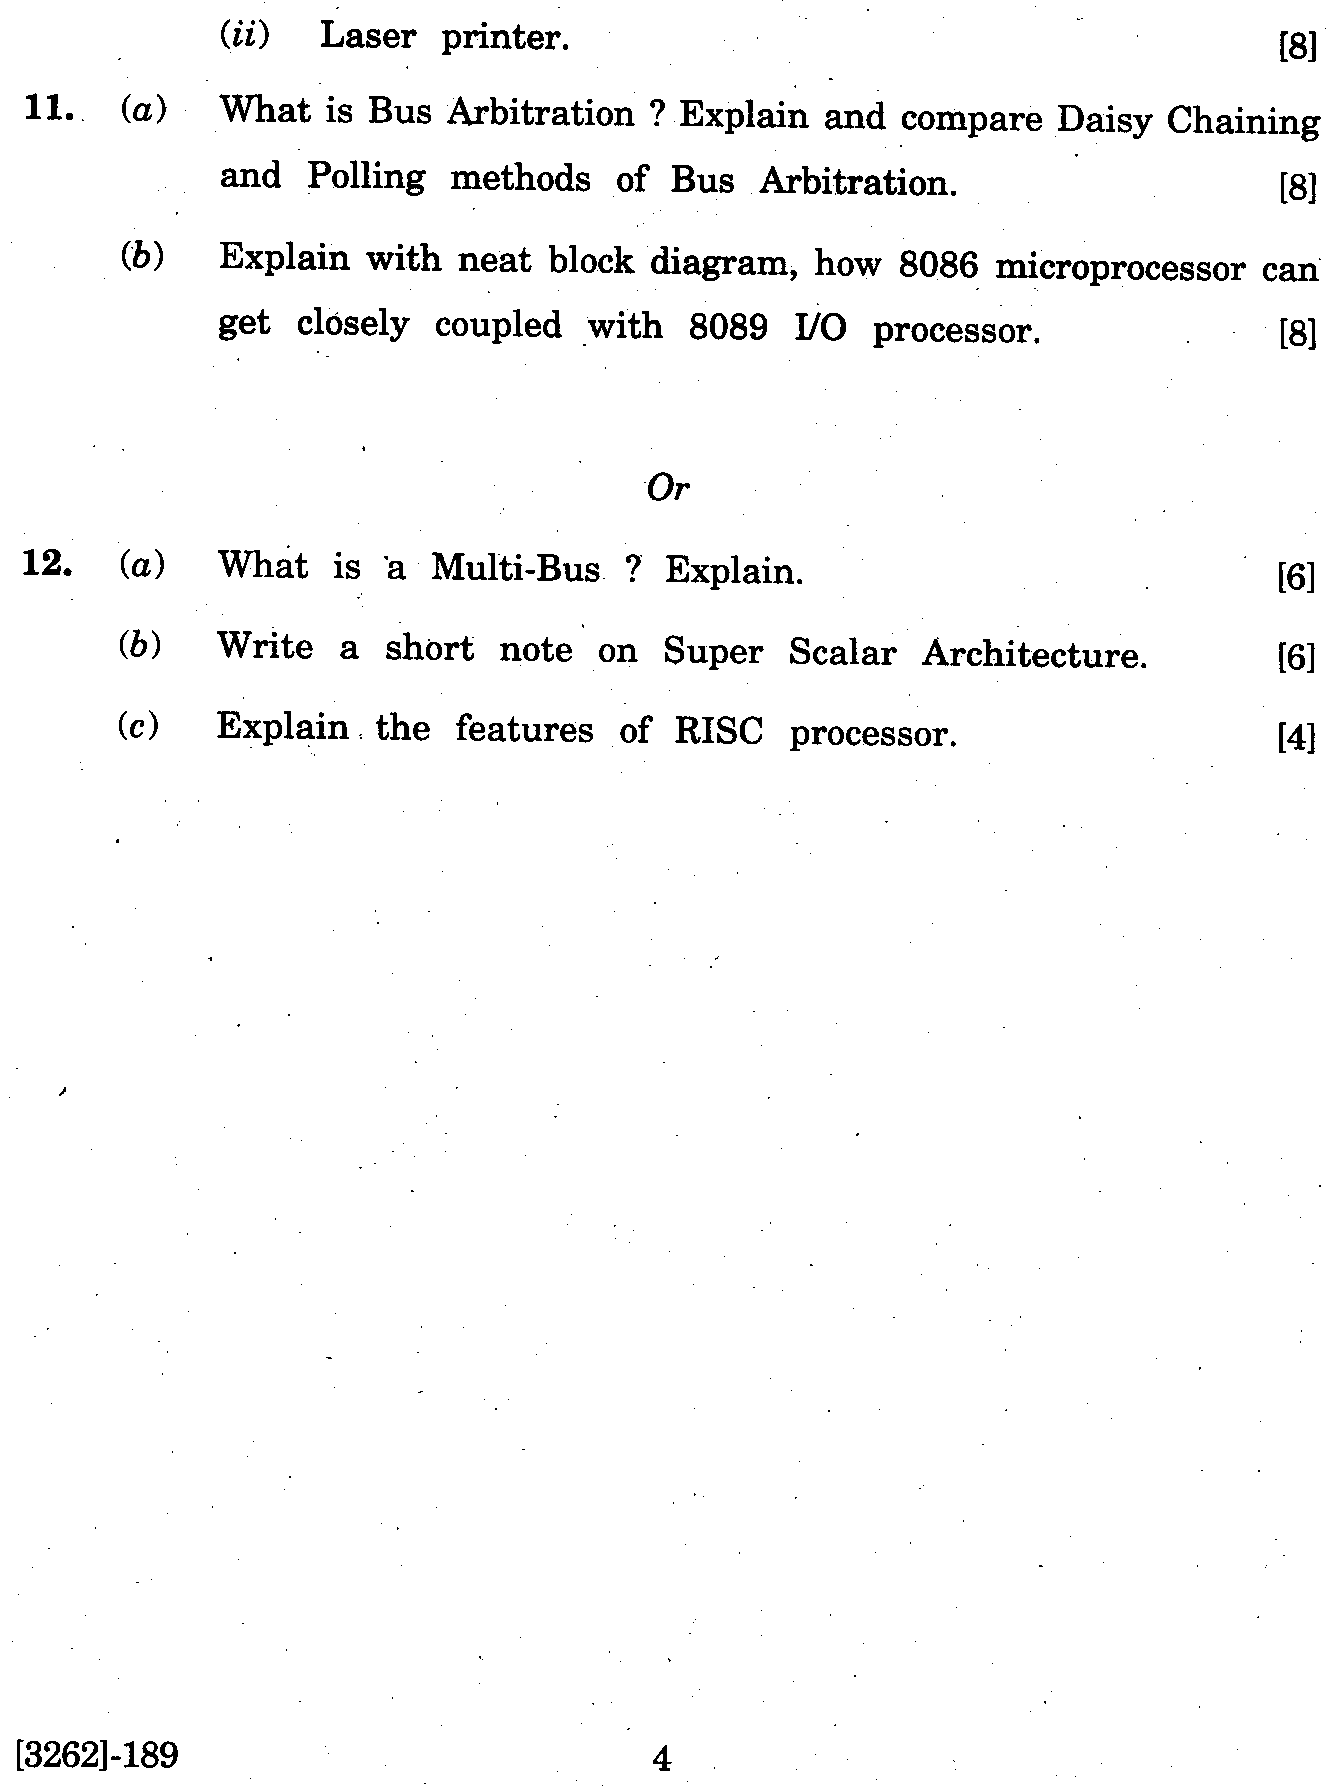 (ii) Laser printer. [8]
11. (a) What is Bus Arbitration ? Explain and compare Daisy Chaining
and Polling methods of Bus Arbitration. [8]
(b) Explain with neat block diagram, how 8086 microprocessor can
get closely coupled with 8089 I/O processor. [8]
Or
12. (a) What is a Multi-Bus ? Explain. [6]
(b) Write a short note on Super Scalar Architecture. [6]
(c) Explain the features of RISC processor. [4]
[3262]-189 4